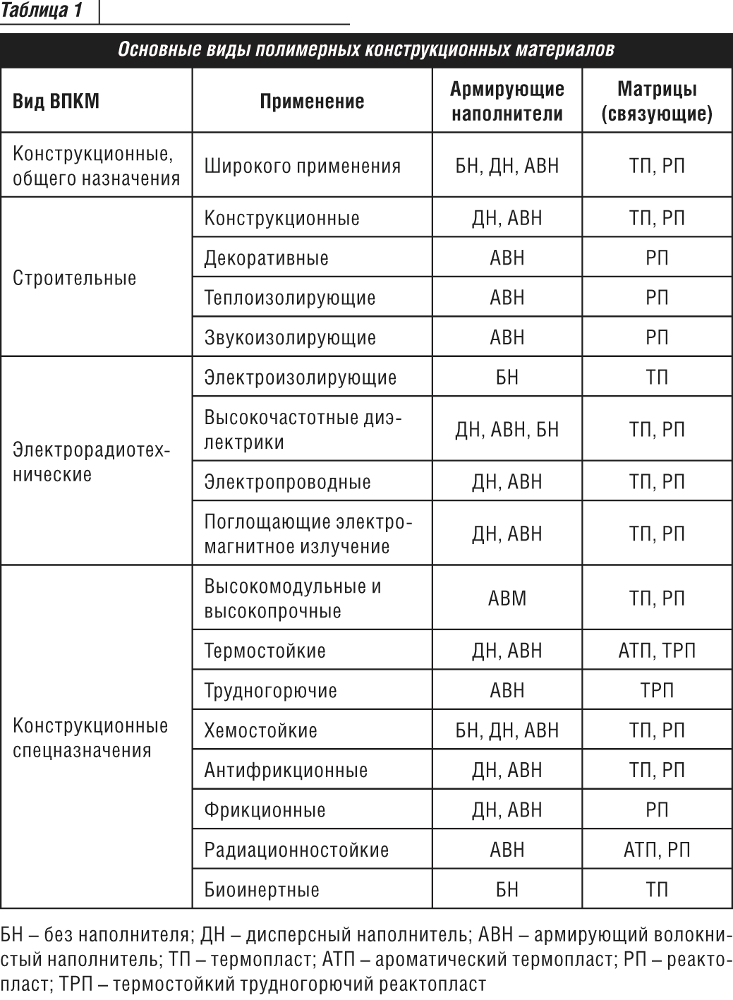 Таблица 1
Основные виды полимерных конструкционных материалов
Вид ВПКМ
Применение
Армирующие
наполнители
Матрицы
(связующие)
Конструкционные,
общего назначения
Широкого применения
БН, ДН, АВН
ТП, РП
Строительные
Конструкционные
ДН, АВН
ТП, РП
Декоративные
АВН
РП
Теплоизолирующие
АВН
РП
Звукоизолирующие
АВН
РП
Электрорадиотех-
нические
Электроизолирующие
БН
ТП
Высокочастотные диэ-
лектрики
ДН, АВН, БН
ТП, РП
Электропроводные
ДН, АВН
ТП, РП
Поглощающие электро-
магнитное излучение
ДН, АВН
ТП, РП
Конструкционные
спецназначения
Высокомодульные и
высокопрочные
АВМ
ТП, РП
Термостойкие
ДН, АВН
АТП, ТРП
Трудногорючие
АВН
ТРП
Хемостойкие
БН, ДН, АВН
ТП, РП
Антифрикционные
ДН, АВН
ТП, РП
Фрикционные
ДН, АВН
РП
Радиационностойкие
АВН
АТП, РП
Биоинертные
БН
ТП
БН – без наполнителя; ДН – дисперсный наполнитель; АВН – армирующий волокни-
стый наполнитель; ТП – термопласт; АТП – ароматический термопласт; РП – реакто-
пласт; ТРП – термостойкий трудногорючий реактопласт